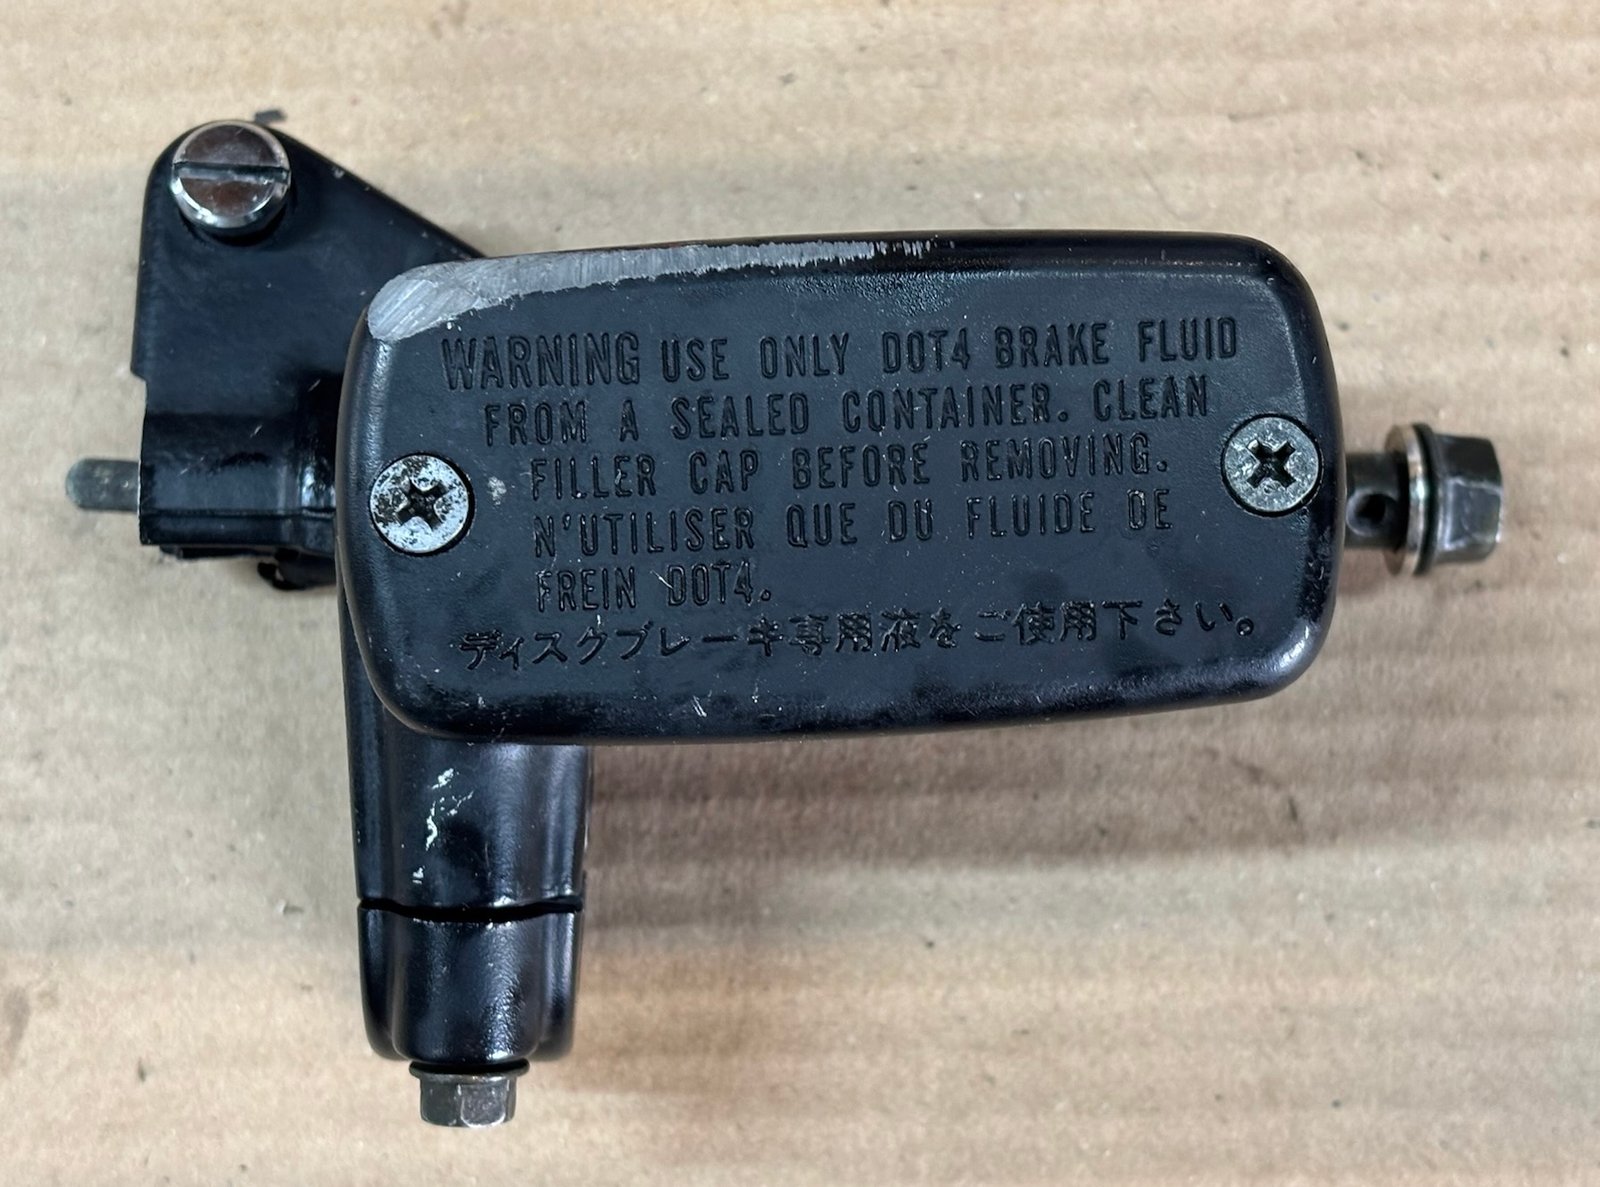 WARNING USE ONLY DOT4 BRAKE FLUID
FROM A SEALED CONTAINER. CLEAN
FILLER CAP BEFORE REMOVING.
N'UTILISER QUE DU FLUIDE DE
FREIN DOT4.
ディスクブレーキ専用液をご使用下さい。